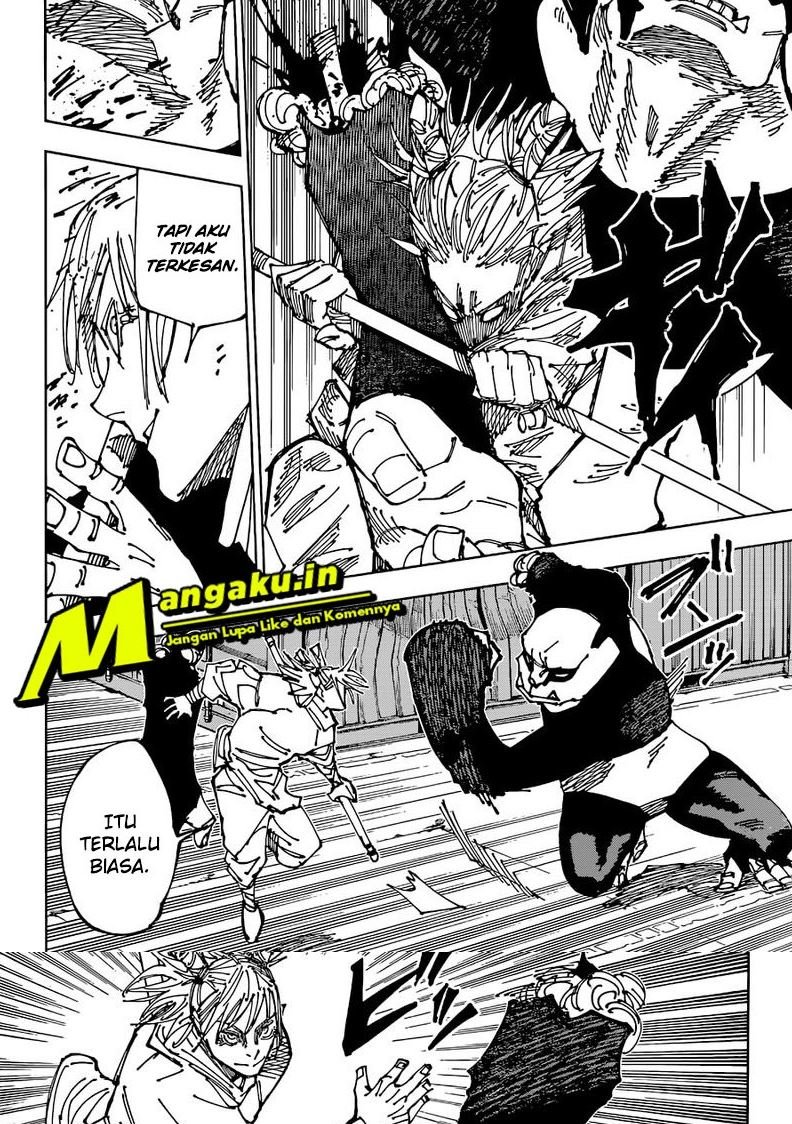 TAPI AKU
TIDAK
TERKESAN.
Mangaku.in
Jangan Lupa Like dan Komennya
ITU
TERLALU
BIASA.